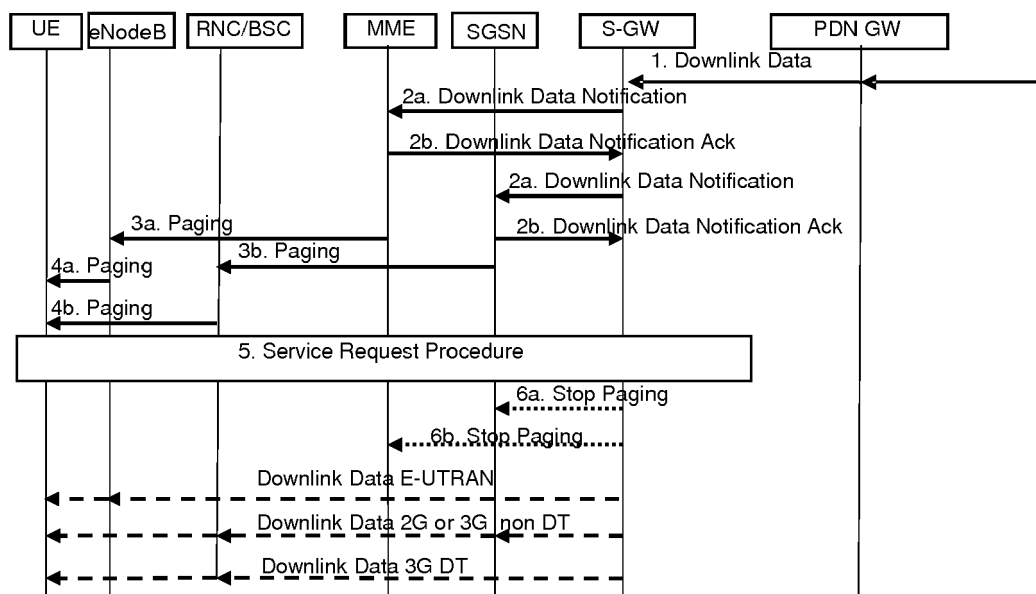 UE eNodeB RNC/BSC MME SGSN S-GW PDN GW
1. Downlink Data
2a. Downlink Data Notification
2b. Downlink Data Notification Ack
2a. Downlink Data Notification
3a. Paging
2b. Downlink Data Notification Ack
3b. Paging
4a. Paging
4b. Paging
5. Service Request Procedure
6a. Stop Paging
6b. Stop Paging
Downlink Data E-UTRAN
Downlink Data 2G or 3G non DT
Downlink Data 3G DT